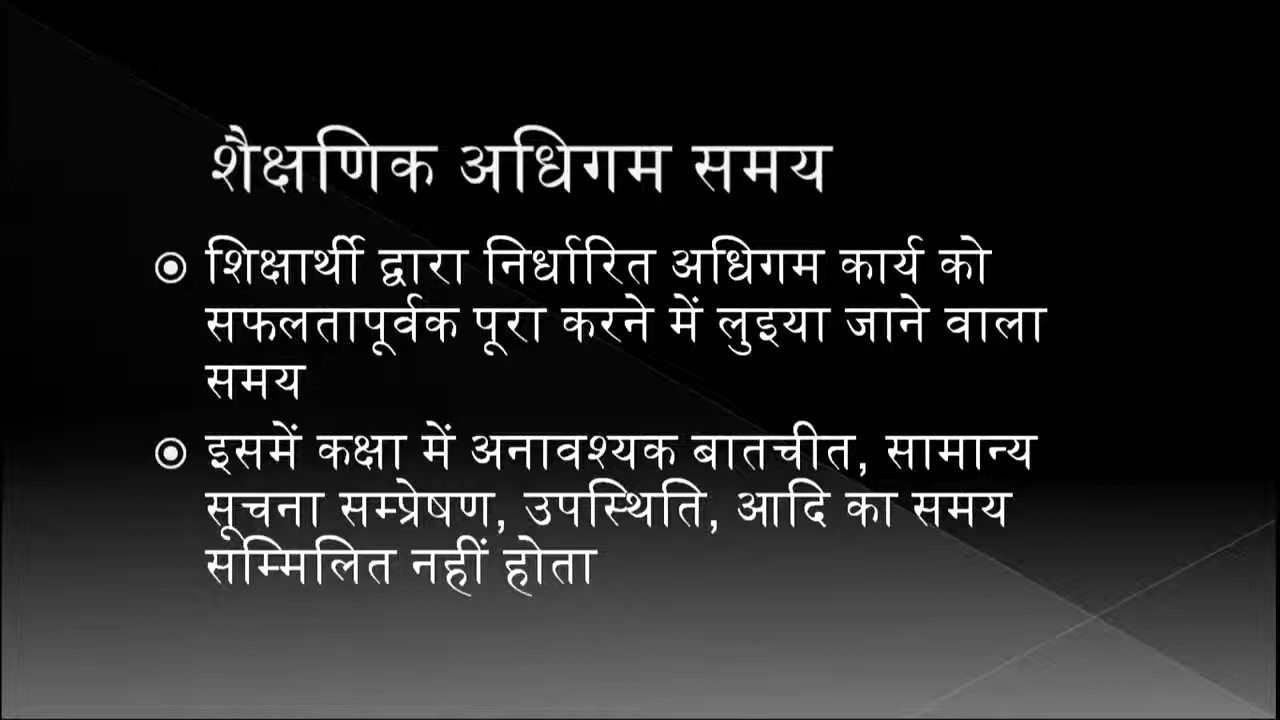 शैक्षणिक अधिगम समय
शिक्षार्थी द्वारा निर्धारित अधिगम कार्य को
सफलतापूर्वक पूरा करने में लुइया जाने वाला
समय
इसमें कक्षा में अनावश्यक बातचीत, सामान्य
सूचना सम्प्रेषण, उपस्थिति, आदि का समय
सम्मिलित नहीं होता